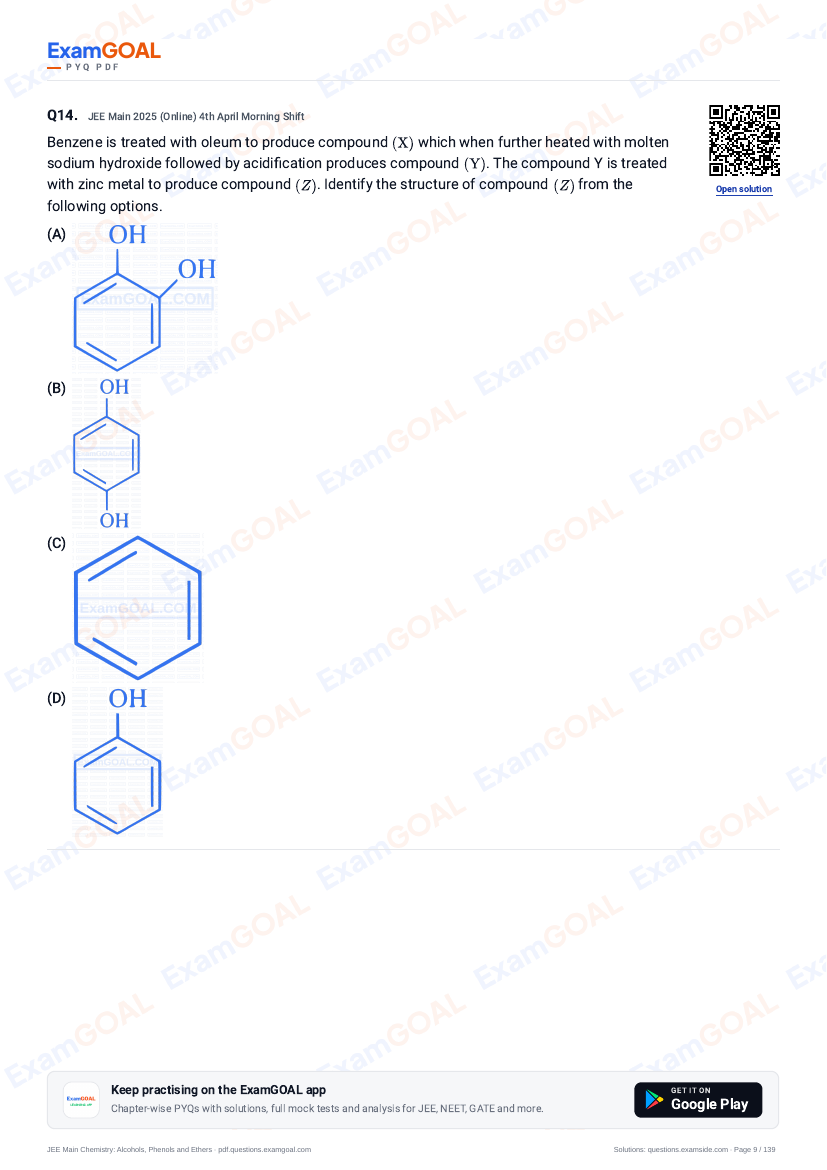 ExamGOAL
PYQ PDF
Q14. JEE Main 2025 (Online) 4th April Morning Shift
Benzene is treated with oleum to produce compound (X) which when further heated with molten
sodium hydroxide followed by acidification produces compound (Y). The compound Y is treated
with zinc metal to produce compound (Z). Identify the structure of compound (Z) from the
following options.
Open solution
(A)
OH
OH
ExamGOAL.COM
(B)
OH
OH
(C)
ExamGOAL.COM
(D)
OH
ExamGOAL
Keep practising on the ExamGOAL app
Chapter-wise PYQs with solutions, full mock tests and analysis for JEE, NEET, GATE and more.
GET IT ON
Google Play
JEE Main Chemistry: Alcohols, Phenols and Ethers · pdf.questions.examgoal.com
Solutions: questions.examside.com · Page 9 / 139